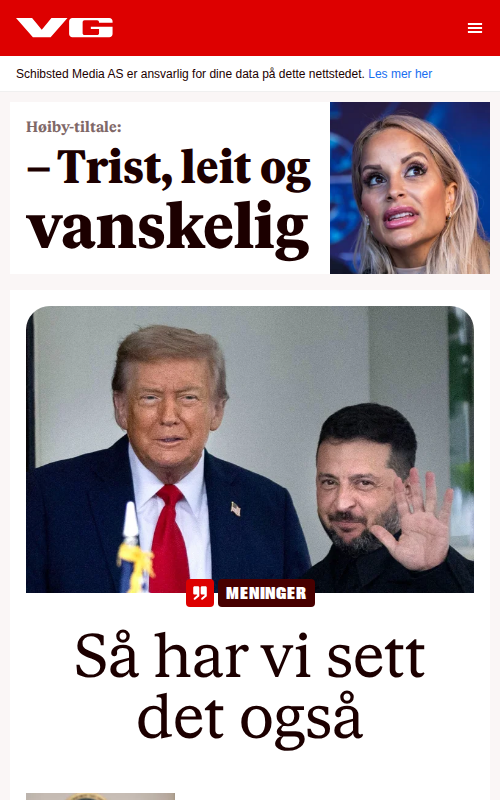 VG
Schibsted Media AS er ansvarlig for dine data på dette nettstedet. Les mer her
Høiby-tiltale:
– Trist, leit og
vanskelig
MENINGER
Så har vi sett
det også